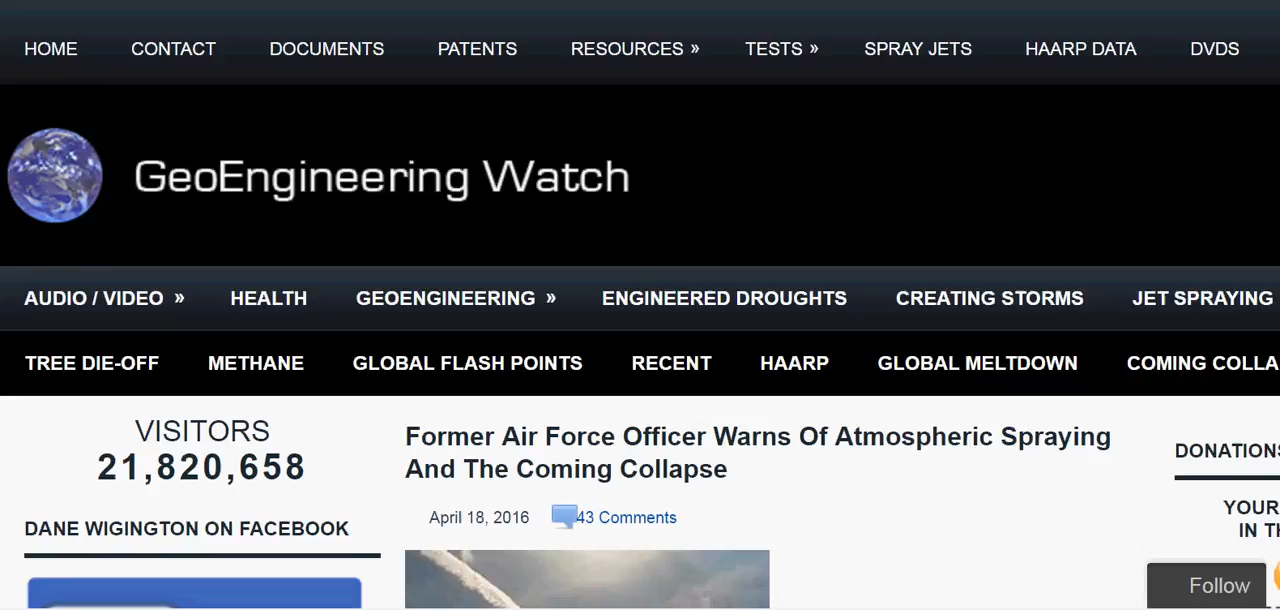 HOME CONTACT DOCUMENTS PATENTS RESOURCES » TESTS » SPRAY JETS HAARP DATA DVDS
GeoEngineering Watch
AUDIO / VIDEO » HEALTH GEOENGINEERING » ENGINEERED DROUGHTS CREATING STORMS JET SPRAYING
TREE DIE-OFF METHANE GLOBAL FLASH POINTS RECENT HAARP GLOBAL MELTDOWN COMING COLLA
VISITORS
21,820,658
DANE WIGINGTON ON FACEBOOK
Former Air Force Officer Warns Of Atmospheric Spraying
And The Coming Collapse
April 18, 2016 43 Comments
DONATIONS
YOUR
IN TH
Follow